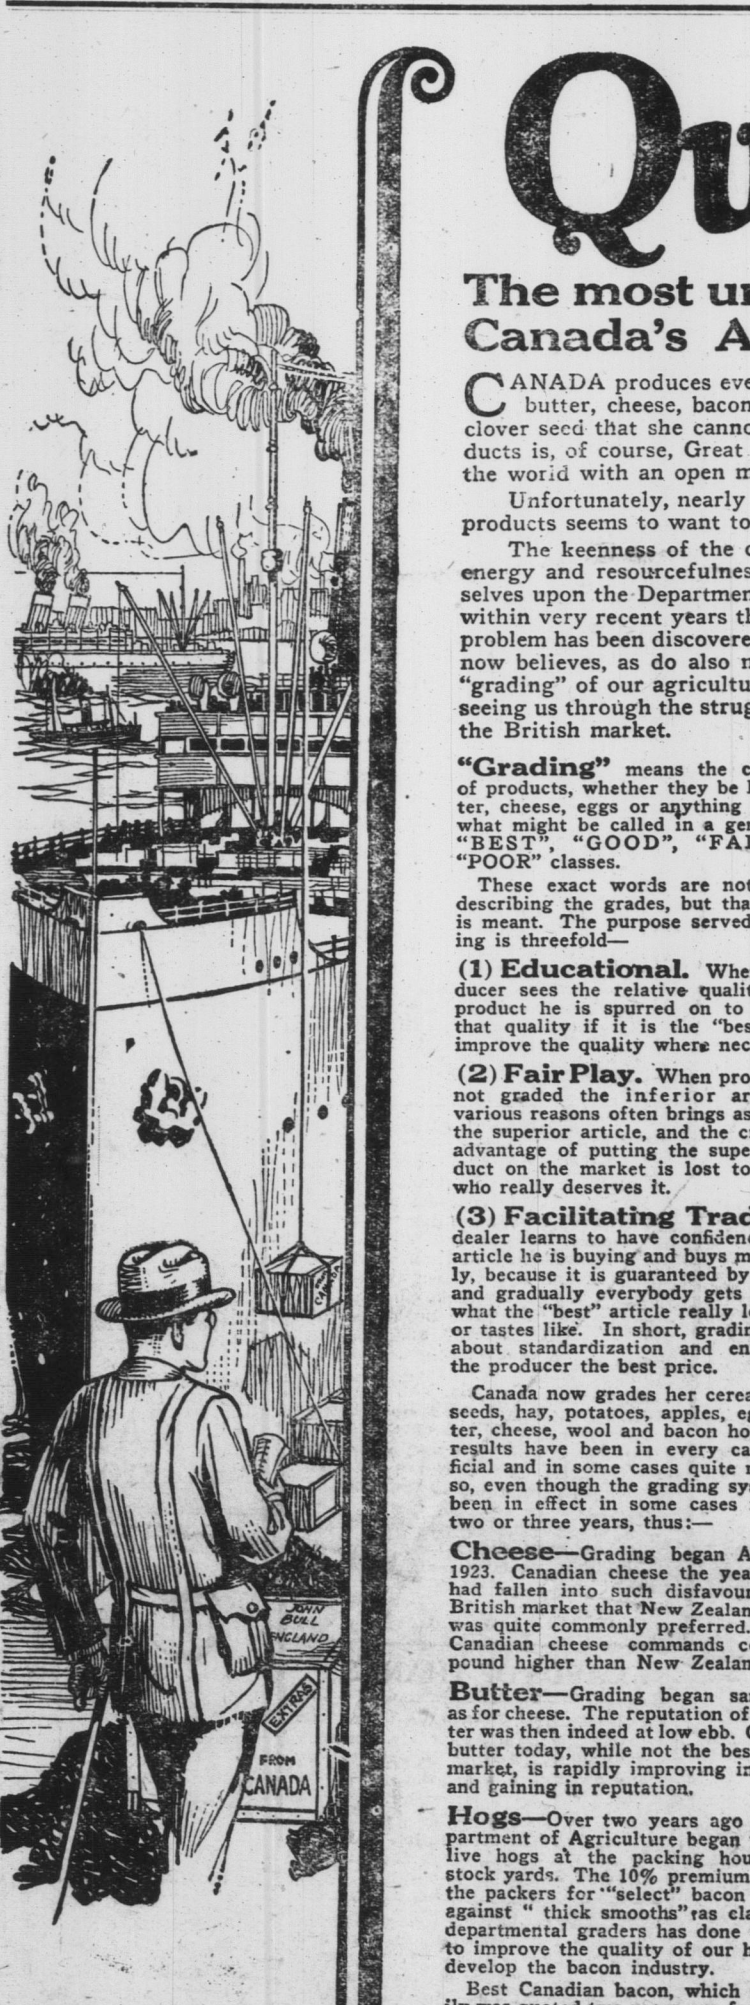 Qu
The most un
Canada's A
CANADA produces eve
butter, cheese, bacon
clover seed that she canno
ducts is, of course, Great
the world with an open m
Unfortunately, nearly
products seems to want to
The keenness of the c
energy and resourcefulnes
selves upon the Departmen
within very recent years th
problem has been discovere
now believes, as do also m
"grading" of our agricultu
seeing us through the strug
the British market.
"Grading" means the c
of products, whether they be l
ter, cheese, eggs or anything
what might be called in a gen
"BEST", "GOOD", "FAI
"POOR" classes.
These exact words are not
describing the grades, but tha
is meant. The purpose served
ing is threefold—
(1) Educational. Whe
ducer sees the relative qualit
product he is spurred on to
that quality if it is the "bes
improve the quality where nec
(2) Fair Play. When pro
not graded the inferior ar
various reasons often brings as
the superior article, and the c
advantage of putting the supe
duct on the market is lost to
who really deserves it.
(3) Facilitating Trad
dealer learns to have confidenc
article he is buying and buys m
ly, because it is guaranteed by
and gradually everybody gets
what the "best" article really l
or tastes like. In short, gradin
about standardization and en
the producer the best price.
Canada now grades her cerea
seeds, hay, potatoes, apples, eg
ter, cheese, wool and bacon ho
results have been in every ca
ficial and in some cases quite r
so, even though the grading sy
been in effect in some cases
two or three years, thus:—
Cheese—Grading began A
1923. Canadian cheese the yea
had fallen into such disfavour
British market that New Zealan
was quite commonly preferred.
Canadian cheese commands c
pound higher than New Zealan
Butter—Grading began sa
as for cheese. The reputation of
ter was then indeed at low ebb. C
butter today, while not the bes
market, is rapidly improving in
and gaining in reputation.
Hogs—Over two years ago
partment of Agriculture began
live hogs at the packing hou
stock yards. The 10% premium
the packers for "select" bacon
against " thick smooths" as cla
departmental graders has done
to improve the quality of our h
develop the bacon industry.
Best Canadian bacon, which
FROM
CANADA
JOHN
BULL
ENGLAND
EXTRAS
FROM
CANADA